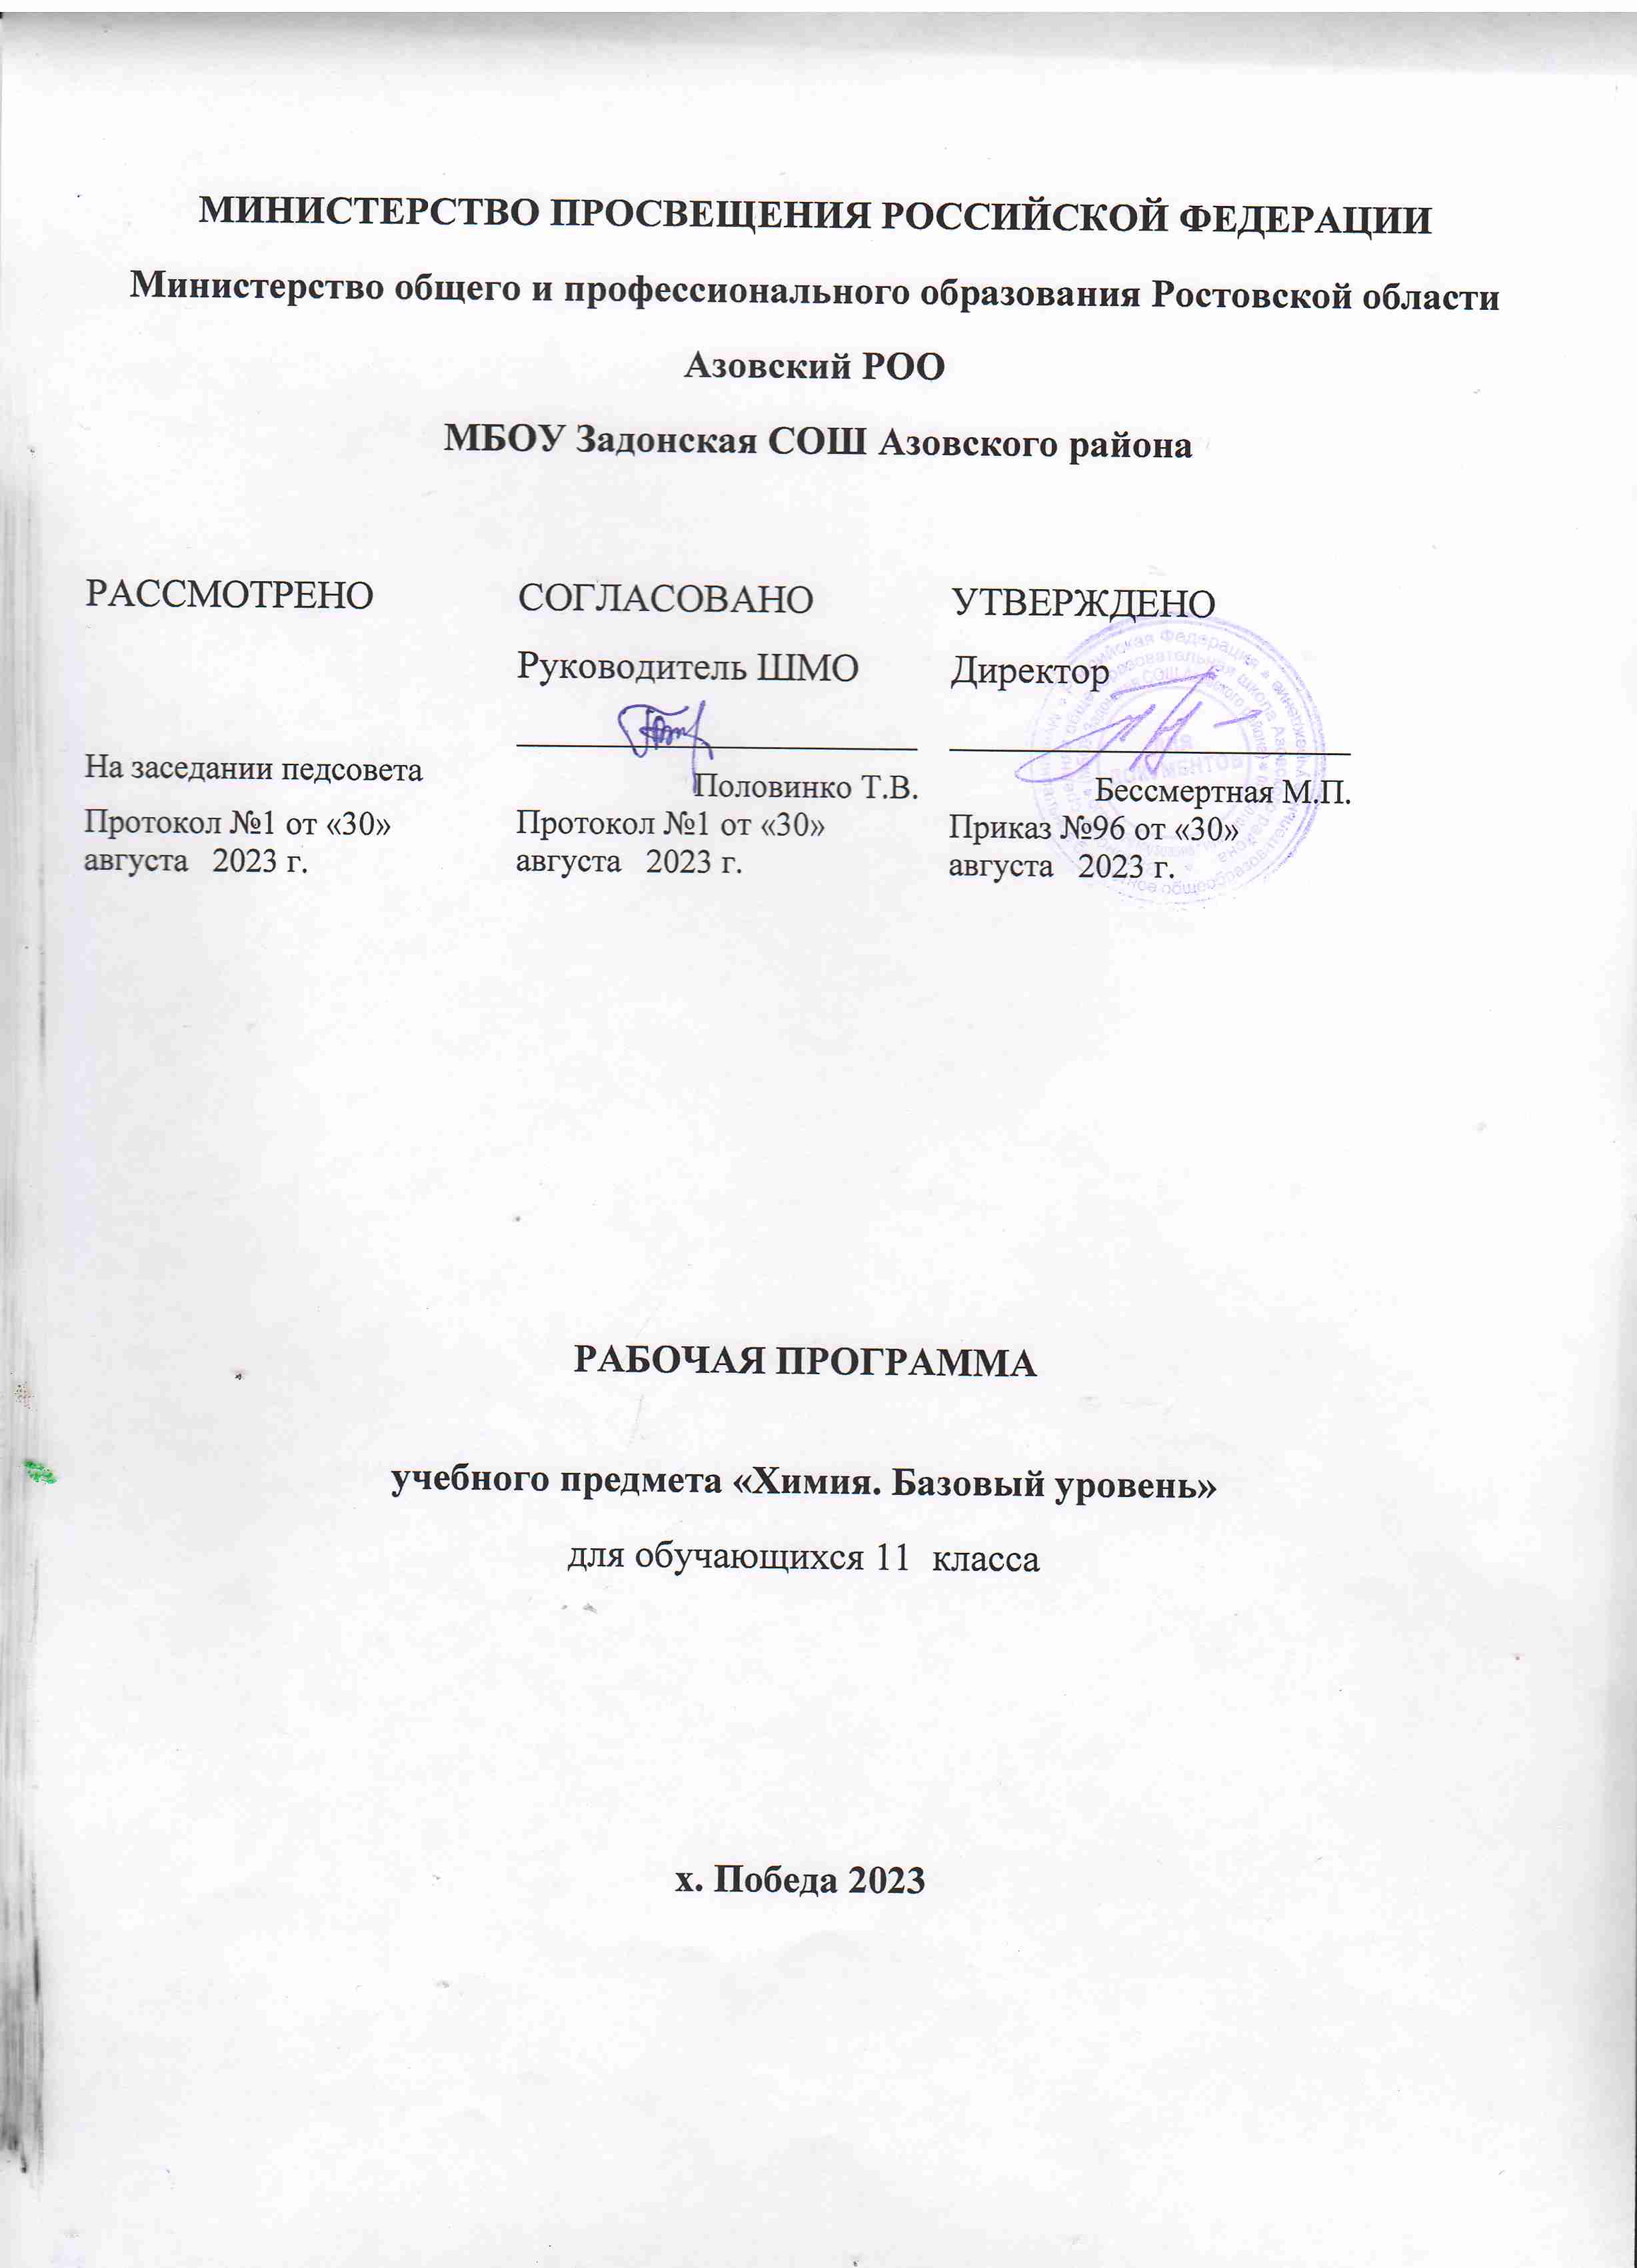 МИНИСТЕРСТВО ПРОСВЕЩЕНИЯ РОССИЙСКОЙ ФЕДЕРАЦИИ
Министерство общего и профессионального образования Ростовской области
Азовский РОО
МБОУ Задонская СОШ Азовского района
РАССМОТРЕНО
На заседании педсовета
Протокол №1 от «30»
августа 2023 г.
СОГЛАСОВАНО
Руководитель ШМО
Половинко Т.В.
Протокол №1 от «30»
августа 2023 г.
УТВЕРЖДЕНО
Директор
Бессмертная М.П.
Приказ №96 от «30»
августа 2023 г.
ДОКУМЕНТОВ
РАБОЧАЯ ПРОГРАММА
учебного предмета «Химия. Базовый уровень»
для обучающихся 11 класса
х. Победа 2023